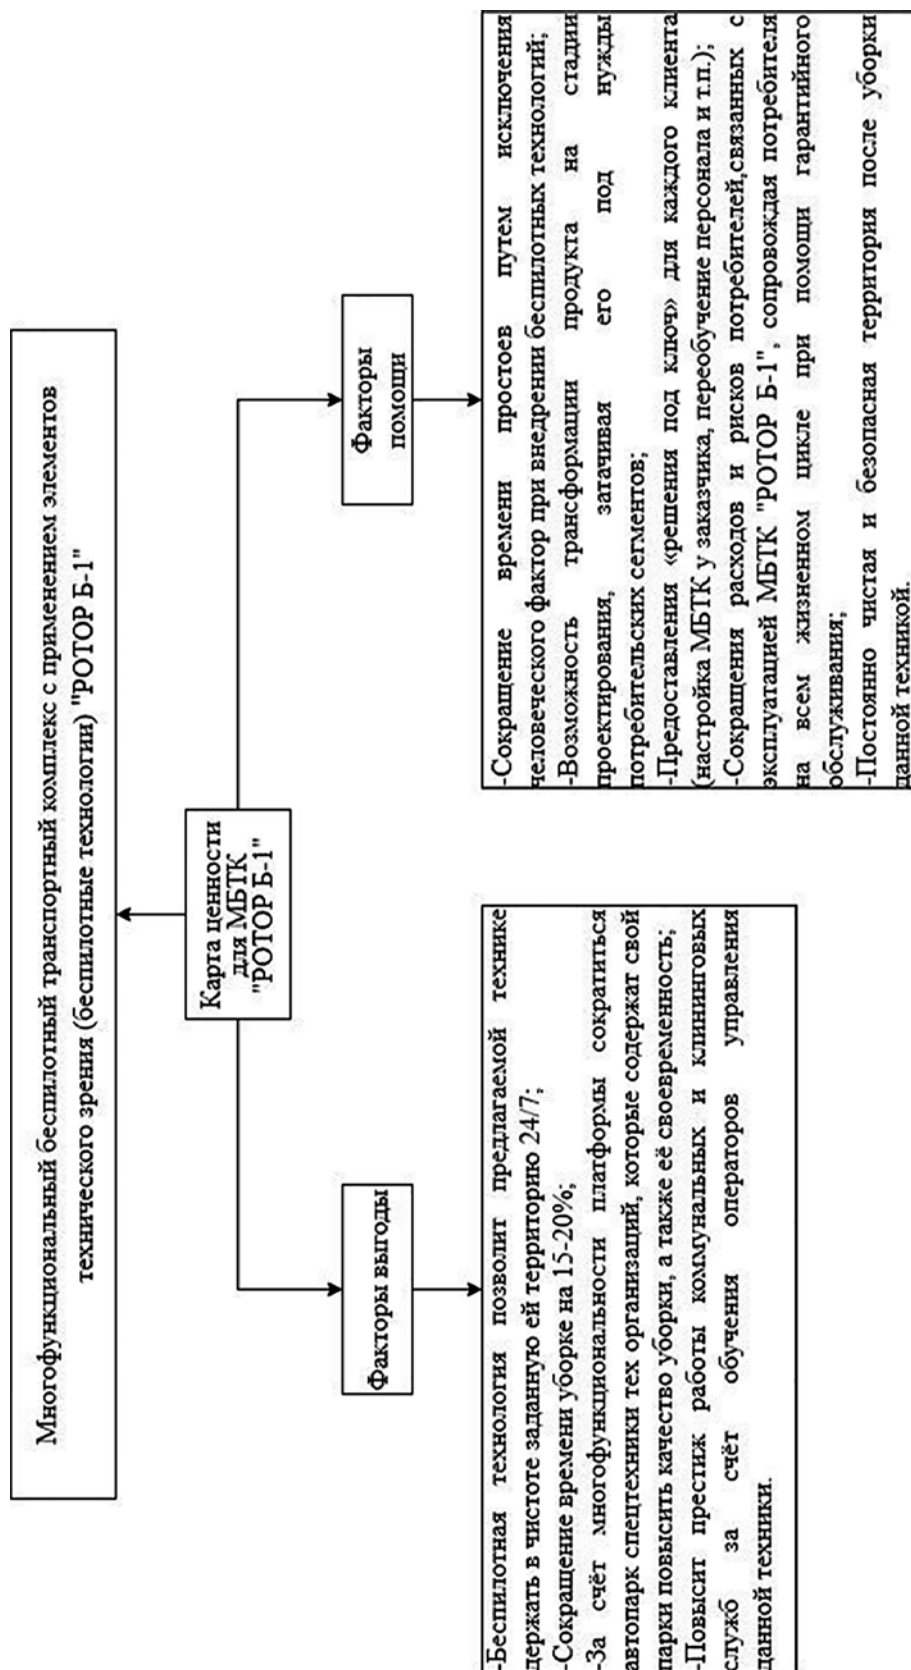 Многофункциональный беспилотный транспортный комплекс с применением элементов
технического зрения (беспилотные технологии) "РОТОР Б-1"
Карта ценности
для МБТК
"РОТОР Б-1"
Факторы выгоды
-Беспилотная технология позволит предлагаемой технике
держать в чистоте заданную ей территорию 24/7;
-Сокращение времени уборке на 15-20%;
-За счёт многофункциональности платформы сократиться
автопарк спецтехники тех организаций, которые содержат свой
парки повысить качество уборки, а также её своевременность;
-Повысит престиж работы коммунальных и клининговых
служб за счёт обучения операторов управления
данной техники.
Факторы
помощи
-Сокращение времени простоев путем исключения
человеческого фактор при внедрении беспилотных технологий;
-Возможность трансформации продукта на стадии
проектирования, затачивая его под нужды
потребительских сегментов;
-Предоставления «решения под ключ» для каждого клиента
(настройка МБТК у заказчика, переобучение персонала и т.п.);
-Сокращения расходов и рисков потребителей,связанных с
эксплуатацией МБТК "РОТОР Б-1", сопровождая потребителя
на всем жизненном цикле при помощи гарантийного
обслуживания;
-Постоянно чистая и безопасная территория после уборки
данной техникой.